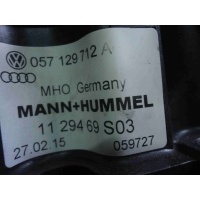 057 129 712 A
MHO Germany
MANN+HUMMEL
11 294 69 S03
27.02.15 059727